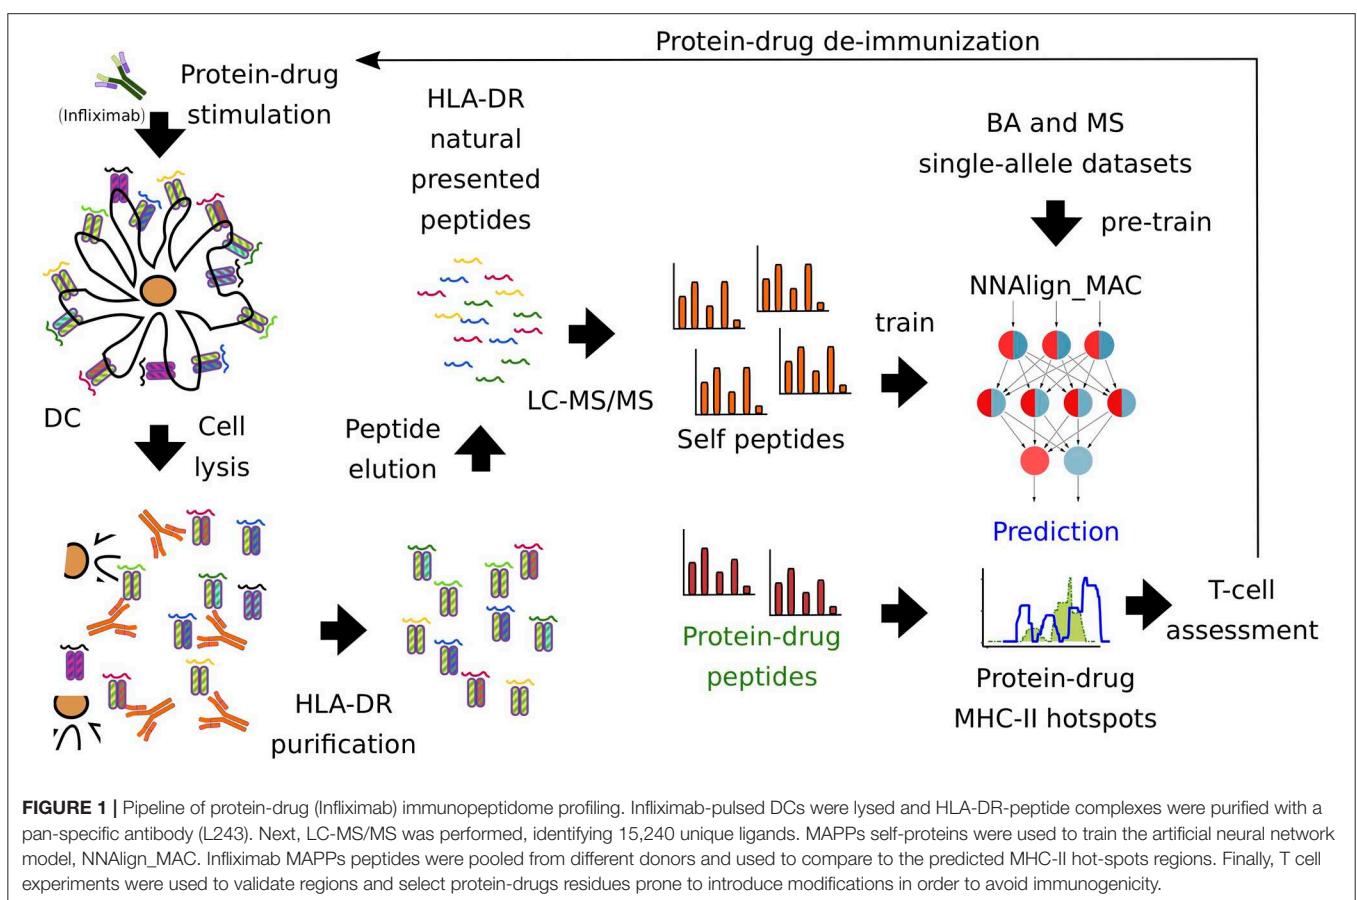 Protein-drug de-immunization
Protein-drug
stimulation
(Infliximab)
HLA-DR
natural
presented
peptides
BA and MS
single-allele datasets
pre-train
NNAlign_MAC
train
LC-MS/MS
Self peptides
DC
Cell
lysis
Peptide
elution
Prediction
Protein-drug
peptides
T-cell
assessment
HLA-DR
purification
Protein-drug
MHC-II hotspots
FIGURE 1 | Pipeline of protein-drug (Infliximab) immunopeptidome profiling. Infliximab-pulsed DCs were lysed and HLA-DR-peptide complexes were purified with a
pan-specific antibody (L243). Next, LC-MS/MS was performed, identifying 15,240 unique ligands. MAPPs self-proteins were used to train the artificial neural network
model, NNAlign_MAC. Infliximab MAPPs peptides were pooled from different donors and used to compare to the predicted MHC-II hot-spots regions. Finally, T cell
experiments were used to validate regions and select protein-drugs residues prone to introduce modifications in order to avoid immunogenicity.